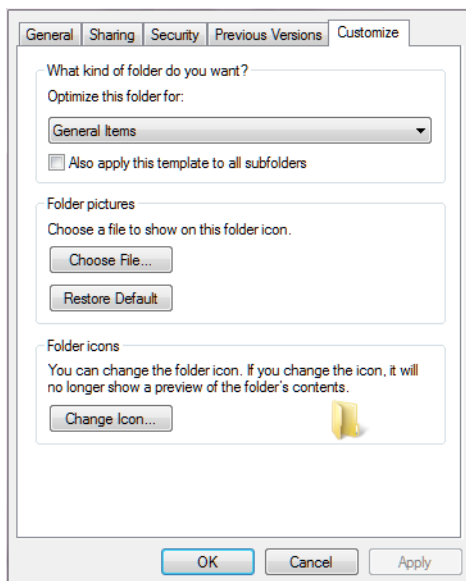 General Sharing Security Previous Versions Customize
What kind of folder do you want?
Optimize this folder for:
General Items
Also apply this template to all subfolders
Folder pictures
Choose a file to show on this folder icon.
Choose File...
Restore Default
Folder icons
You can change the folder icon. If you change the icon, it will
no longer show a preview of the folder's contents.
Change Icon...
OK Cancel Apply